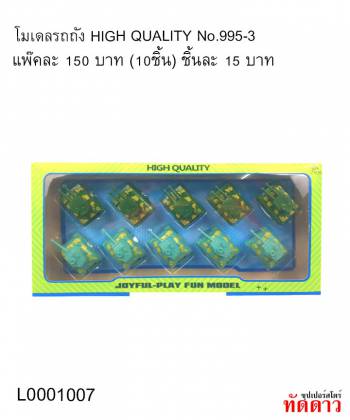 โมเดลรถถัง HIGH QUALITY No.995-3
แพ๊คละ 150 บาท (10ชิ้น) ชิ้นละ 15 บาท
HIGH QUALITY
JOYFUL-PLAY FUN MODEL
L0001007
ซุปเปอร์สโตร์
ทัดดาว